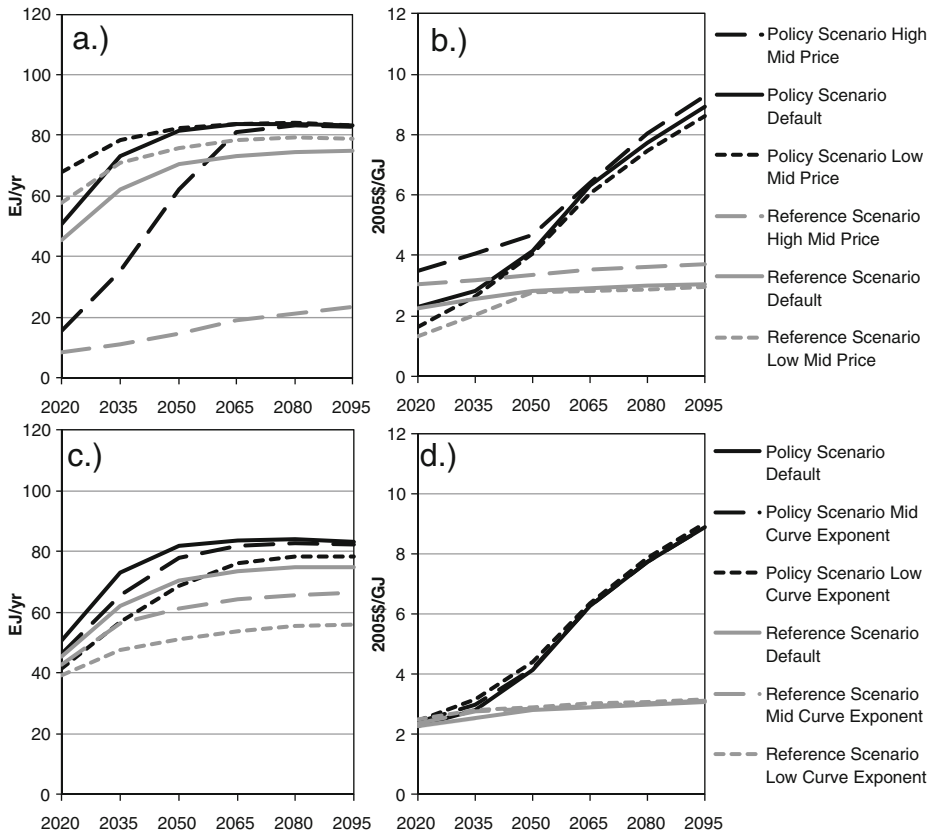 a.)
120
100
80
60
40
20
0
EJ/yr
2020 2035 2050 2065 2080 2095
b.)
12
10
8
6
4
2
0
2005$/GJ
2020 2035 2050 2065 2080 2095
Policy Scenario High
Mid Price
Policy Scenario
Default
Policy Scenario Low
Mid Price
Reference Scenario
High Mid Price
Reference Scenario
Default
Reference Scenario
Low Mid Price
c.)
120
100
80
60
40
20
0
EJ/yr
2020 2035 2050 2065 2080 2095
d.)
12
10
8
6
4
2
0
2005$/GJ
2020 2035 2050 2065 2080 2095
Policy Scenario
Default
Policy Scenario Mid
Curve Exponent
Policy Scenario Low
Curve Exponent
Reference Scenario
Default
Reference Scenario
Mid Curve Exponent
Reference Scenario
Low Curve Exponent